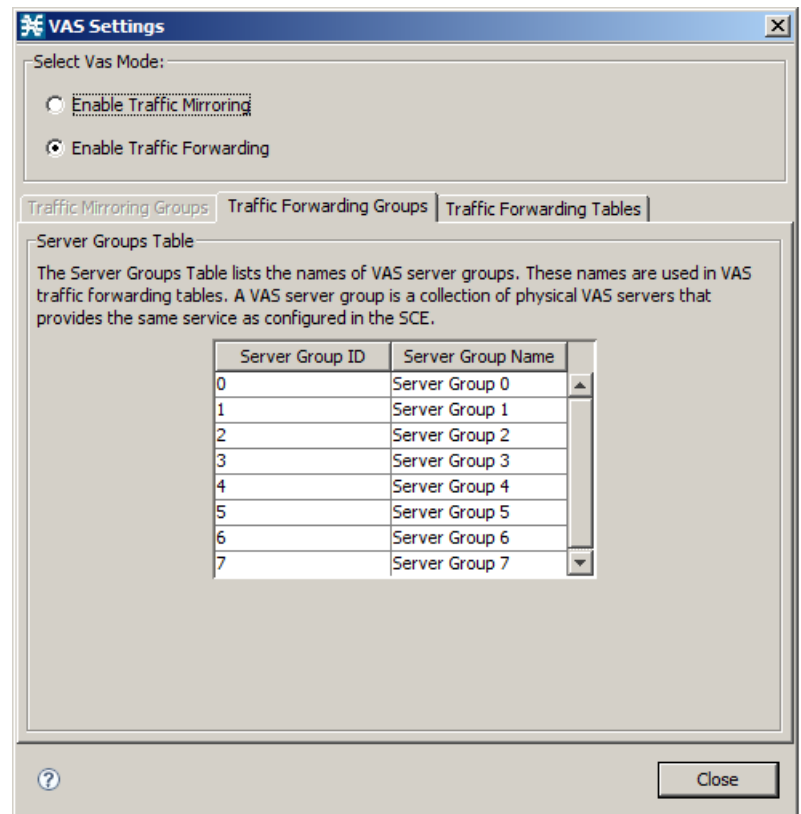 VAS Settings
Select Vas Mode:
Enable Traffic Mirroring
Enable Traffic Forwarding
Traffic Mirroring Groups Traffic Forwarding Groups Traffic Forwarding Tables
Server Groups Table
The Server Groups Table lists the names of VAS server groups. These names are used in VAS
traffic forwarding tables. A VAS server group is a collection of physical VAS servers that
provides the same service as configured in the SCE.
Server Group ID Server Group Name
0 Server Group 0
1 Server Group 1
2 Server Group 2
3 Server Group 3
4 Server Group 4
5 Server Group 5
6 Server Group 6
7 Server Group 7
? Close